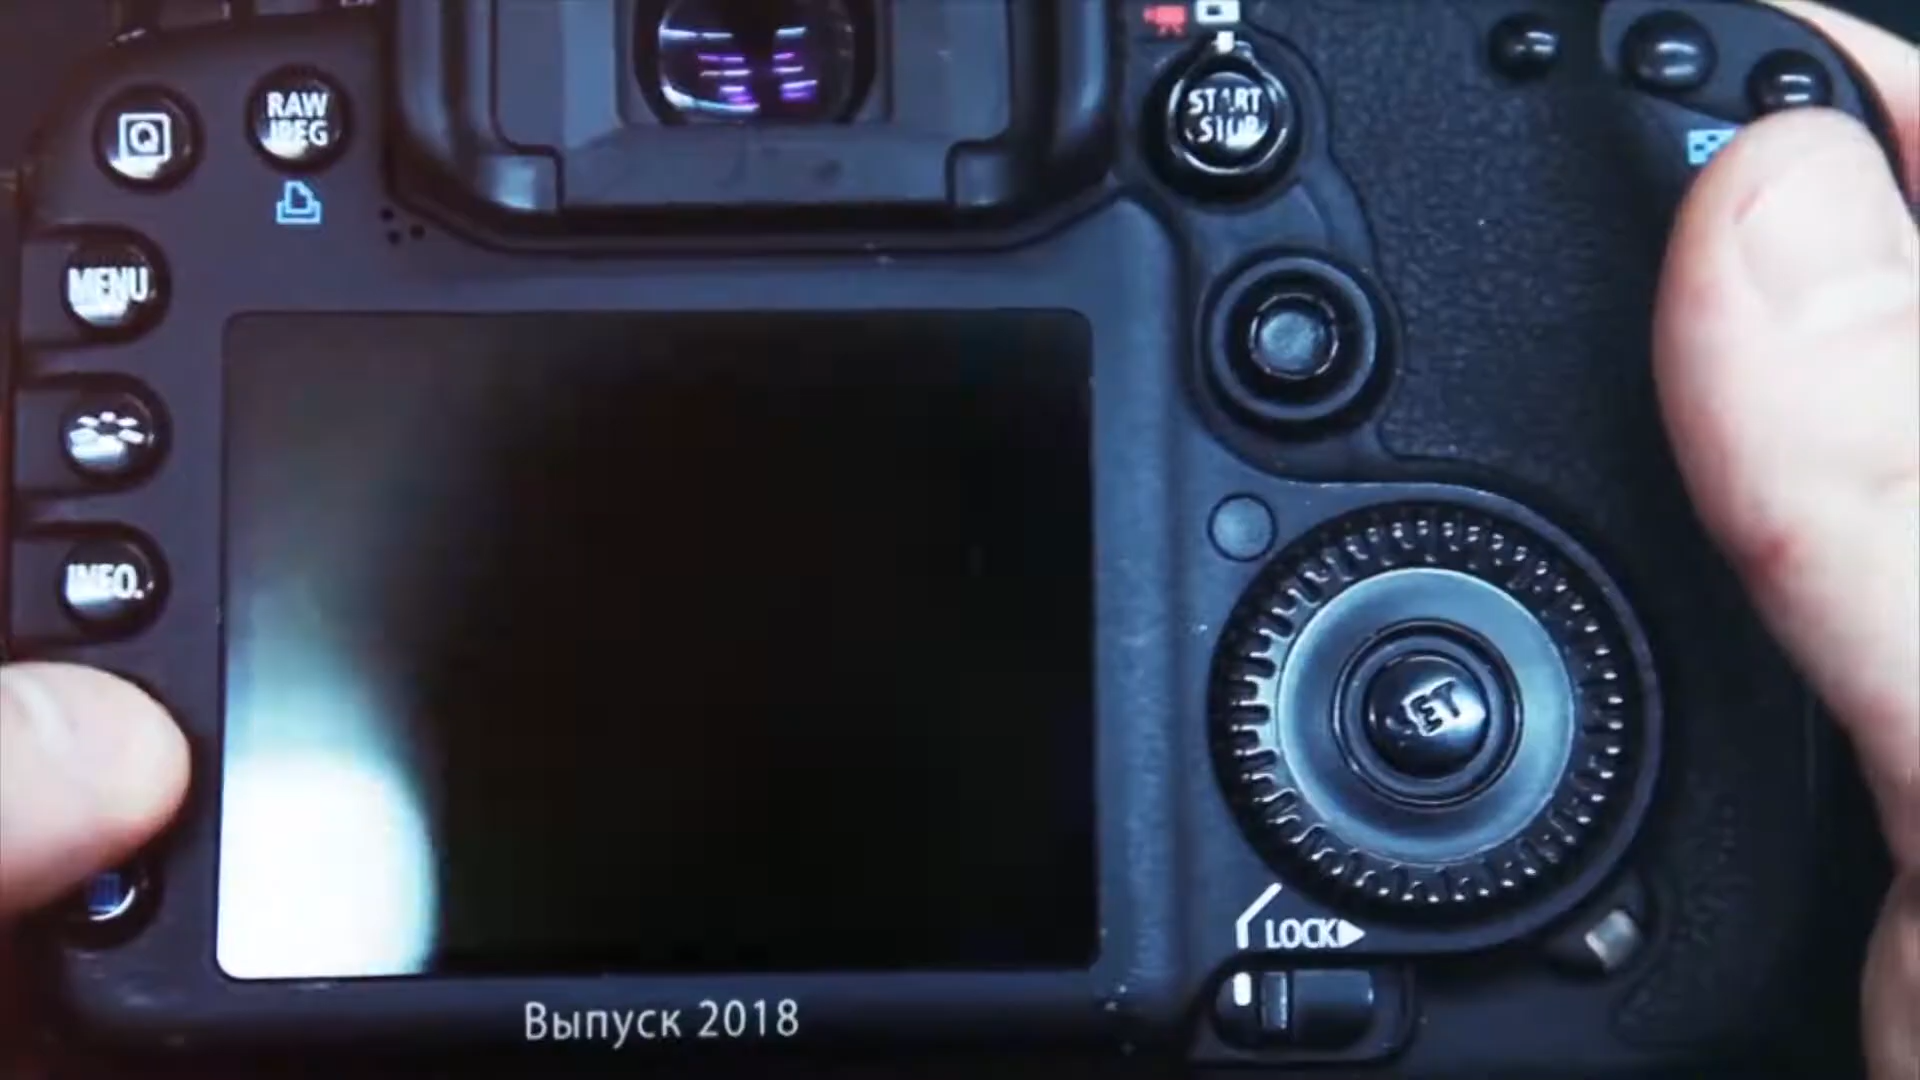 RAW
JPEG
START
STOP
Q
MENU
INFO.
SET
LOCK
Выпуск 2018